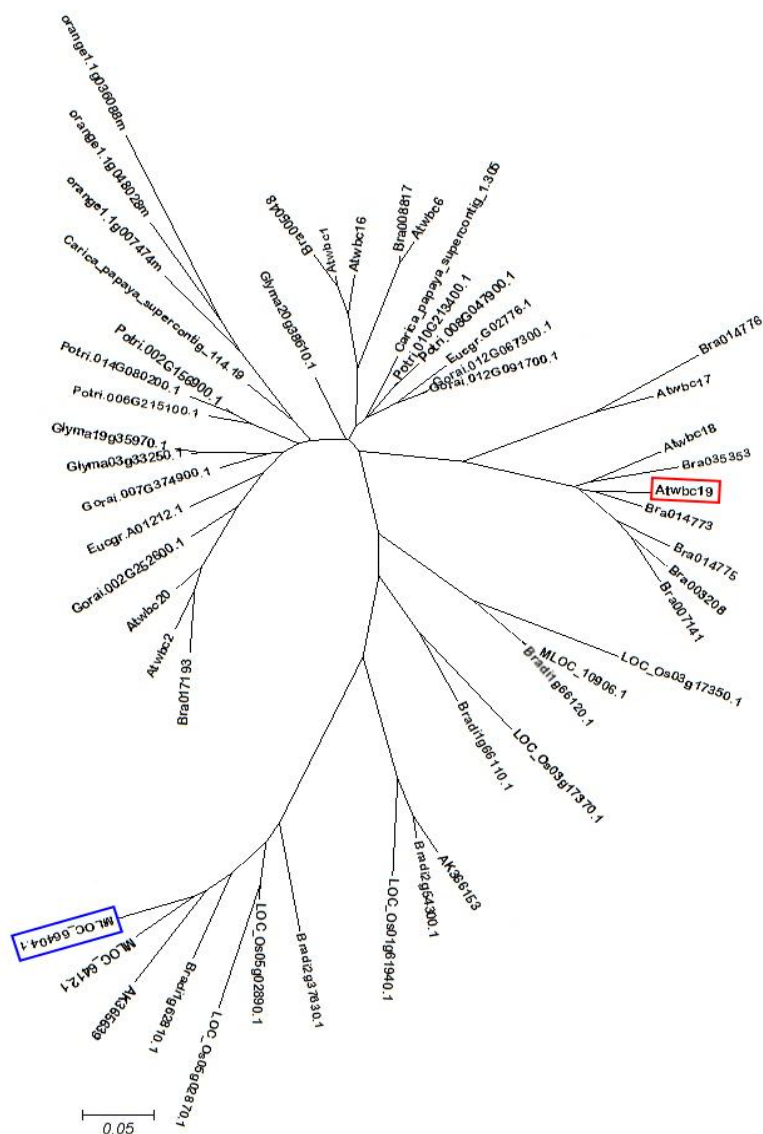 orange1.1g036088m
orange1.1g048028m
orange1.1g007474m
Carica_papaya_supercontig_114.19
Potri.002G156900.1
Potri.014G080200.1
Potri.006G215100.1
Glyma19g35970.1
Glyma03g33250.1
Gorai.007G374900.1
Eucgr.A01212.1
Gorai.002G252600.1
Atwbc20
Atwbc2
Bra017193
Glyma20g38610.1
Bra005048
Atwbc1
Atwbc16
Bra008817
Atwbc6
Carica_papaya_supercontig_1.305
Potri.010G213400.1
Potri.008G047900.1
Eucgr.G02776.1
Gorai.012G087300.1
Gorai.012G091700.1
Bra014776
Atwbc17
Atwbc18
Bra035353
Atwbc19
Bra014773
Bra014775
Bra003208
Bra007141
LOC_Os03g17350.1
MLOC_10906.1
Bradi1g66120.1
LOC_Os03g17370.1
Bradi1g66110.1
AK366153
Bradi2g54300.1
LOC_Os01g61940.1
Bradi2g37630.1
LOC_Os05g02890.1
LOC_Os05g02870.1
Bradi1g62810.1
AK365639
MLOC_6412.1
MLOC_66404.1
0.05